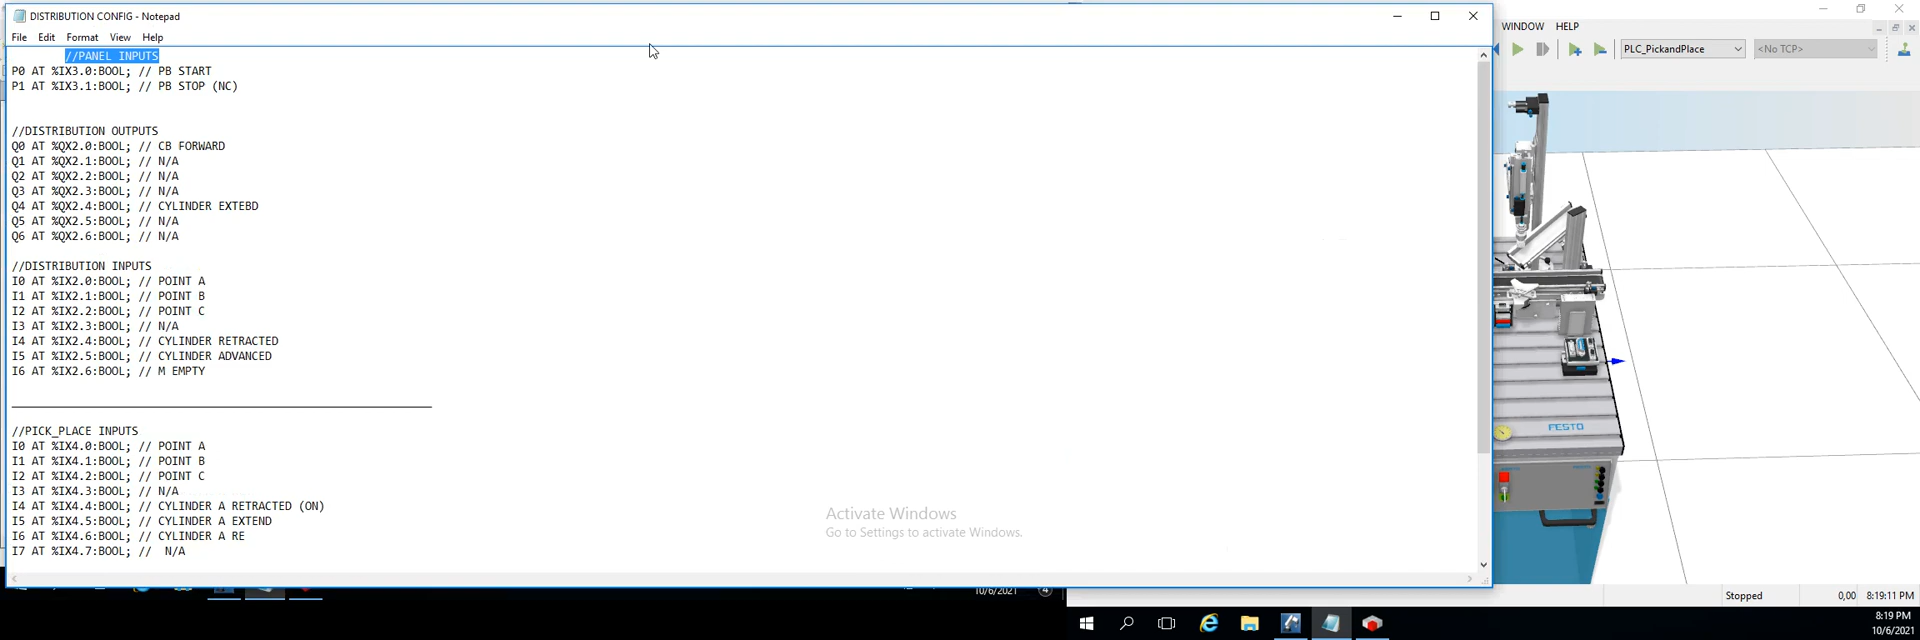 DISTRIBUTION CONFIG - Notepad
File Edit Format View Help
//PANEL INPUTS
P0 AT %IX3.0:BOOL; // PB START
P1 AT %IX3.1:BOOL; // PB STOP (NC)
//DISTRIBUTION OUTPUTS
Q0 AT %QX2.0:BOOL; // CB FORWARD
Q1 AT %QX2.1:BOOL; // N/A
Q2 AT %QX2.2:BOOL; // N/A
Q3 AT %QX2.3:BOOL; // N/A
Q4 AT %QX2.4:BOOL; // CYLINDER EXTEBD
Q5 AT %QX2.5:BOOL; // N/A
Q6 AT %QX2.6:BOOL; // N/A
//DISTRIBUTION INPUTS
I0 AT %IX2.0:BOOL; // POINT A
I1 AT %IX2.1:BOOL; // POINT B
I2 AT %IX2.2:BOOL; // POINT C
I3 AT %IX2.3:BOOL; // N/A
I4 AT %IX2.4:BOOL; // CYLINDER RETRACTED
I5 AT %IX2.5:BOOL; // CYLINDER ADVANCED
I6 AT %IX2.6:BOOL; // M EMPTY
//PICK_PLACE INPUTS
I0 AT %IX4.0:BOOL; // POINT A
I1 AT %IX4.1:BOOL; // POINT B
I2 AT %IX4.2:BOOL; // POINT C
I3 AT %IX4.3:BOOL; // N/A
I4 AT %IX4.4:BOOL; // CYLINDER A RETRACTED (ON)
I5 AT %IX4.5:BOOL; // CYLINDER A EXTEND
I6 AT %IX4.6:BOOL; // CYLINDER A RE
I7 AT %IX4.7:BOOL; //  N/A
Activate Windows
Go to Settings to activate Windows.
WINDOW HELP
PLC_PickandPlace <No TCP>
FESTO
10/6/2021 4
Stopped 0,00 8:19:11 PM
8:19 PM
10/6/2021